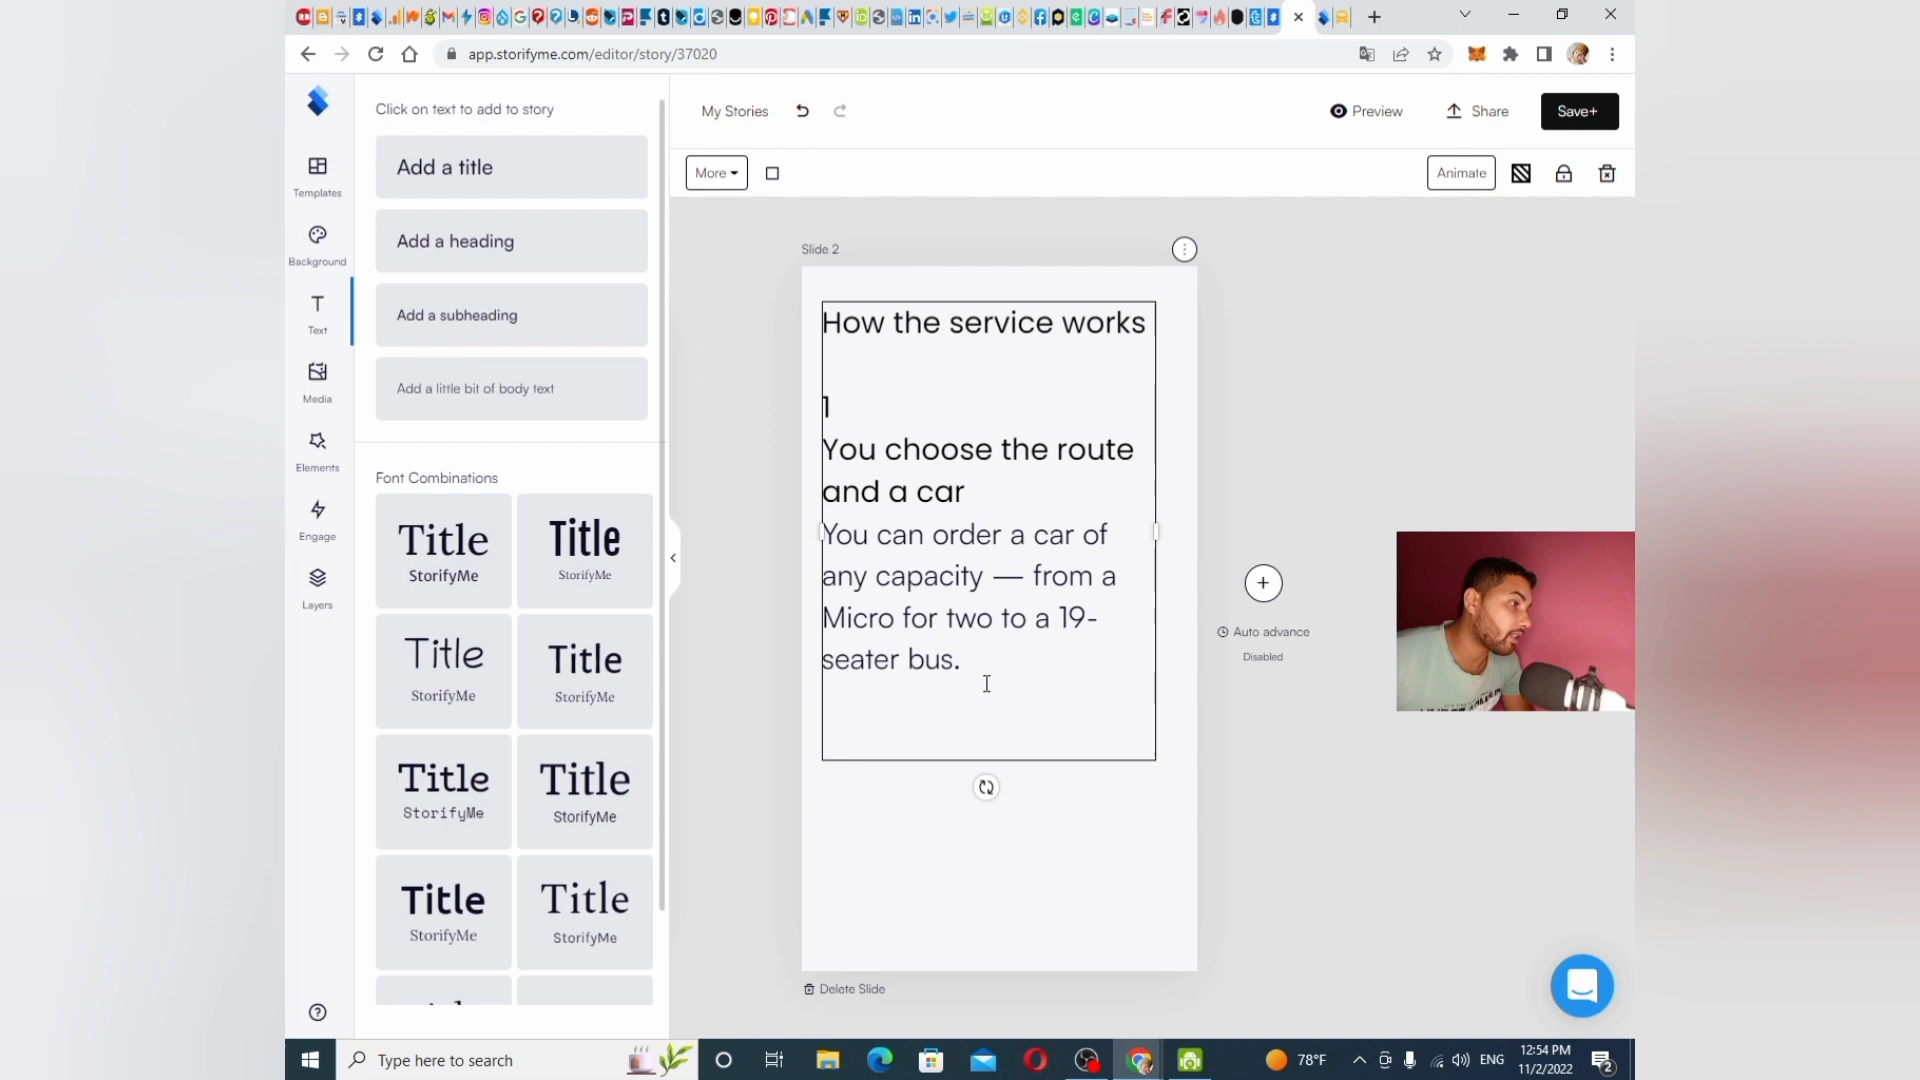 app.storifyme.com/editor/story/37020
Click on text to add to story
My Stories
Preview
Share
Save+
Add a title
More
Animate
Templates
Add a heading
Slide 2
Background
Add a subheading
How the service works
Text
Add a little bit of body text
Media
1
You choose the route
and a car
Elements
Font Combinations
You can order a car of
any capacity — from a
Micro for two to a 19-
seater bus.
Engage
Title
StorifyMe
Title
StorifyMe
Layers
Auto advance
Disabled
Title
StorifyMe
Title
StorifyMe
Title
StorifyMe
Title
StorifyMe
Title
StorifyMe
Title
StorifyMe
Delete Slide
Type here to search
78°F
ENG
12:54 PM
11/2/2022
2